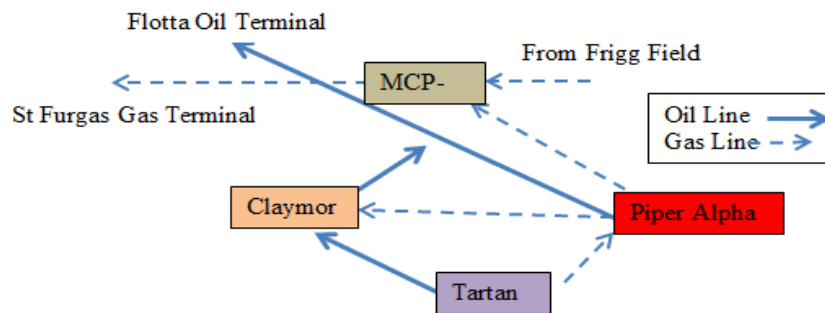 Flotta Oil Terminal
From Frigg Field
MCP-
St Furgas Gas Terminal
Oil Line
Gas Line
Claymor
Piper Alpha
Tartan